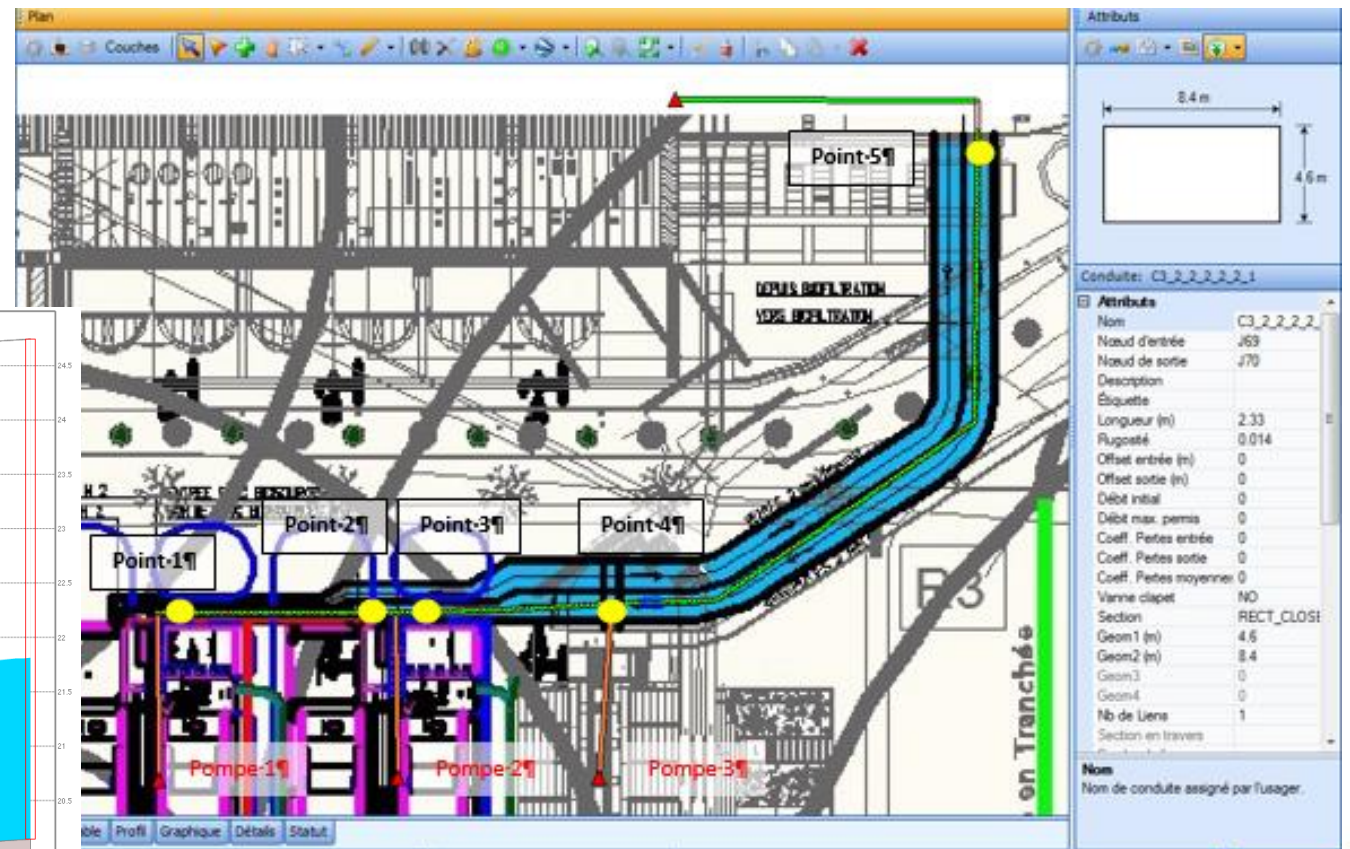 Plan
Couches
Point-5¶
DEPUIS BIOFILTRATION
VERS BIOFILTRATION
Point-2¶
Point-3¶
Point-4¶
Point-1¶
R3
en Tranché
Pompe-1¶
Pompe-2¶
Pompe-3¶
Profil
Graphique
Détails
Statut
24.5
24
23.5
23
22.5
22
21.5
21
20.5
Attributs
8.4 m
4.6 m
Conduite: C3_2_2_2_2_2_1
Attributs
Nom C3_2_2_2_2_
Nœud d'entrée J69
Nœud de sortie J70
Description
Étiquette
Longueur (m) 2.33
Rugosité 0.014
Offset entrée (m) 0
Offset sortie (m) 0
Débit initial 0
Débit max. permis 0
Coeff. Pertes entrée 0
Coeff. Pertes sortie 0
Coeff. Pertes moyennes 0
Vanne clapet NO
Section RECT_CLOSE
Geom1 (m) 4.6
Geom2 (m) 8.4
Geom3 0
Geom4 0
Nb de Liens 1
Section en travers
Nom
Nom de conduite assigné par l'usager.